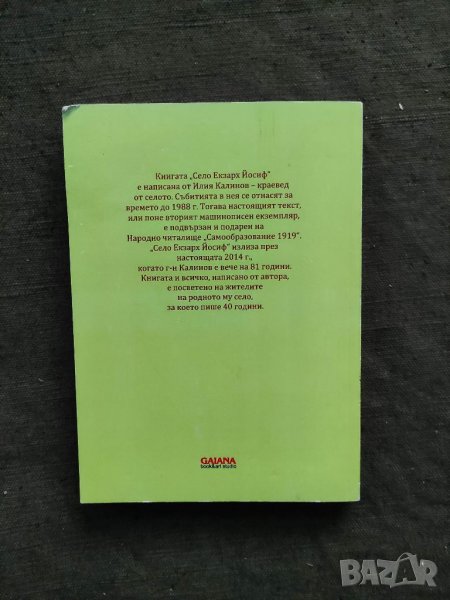 Книгата „Село Екзарх Йосиф"
е написана от Илия Калинов – краевед
от селото. Събитията в нея се отнасят за
времето до 1988 г. Тогава настоящият текст,
или поне вторият машинописен екземпляр,
е подвързан и подарен на
Народно читалище „Самообразование 1919".
„Село Екзарх Йосиф" излиза през
настоящата 2014 г.,
когато г-н Калинов е вече на 81 години.
Книгата и всичко, написано от автора,
е посветено на жителите
на родното му село,
за което пише 40 години.
GAIANA
book&art studio
BAZAR